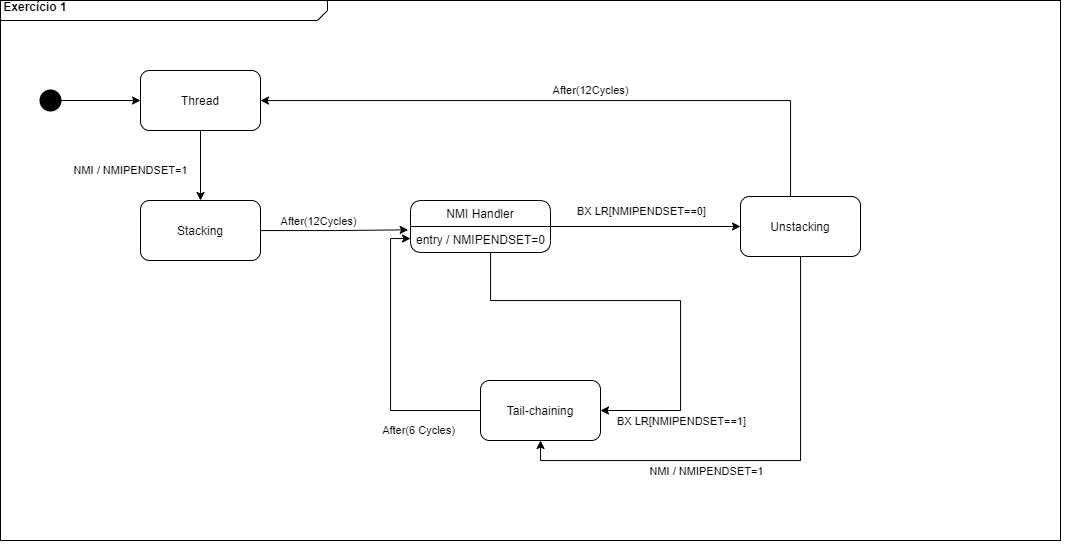 Exercício 1
After(12Cycles)
Thread
NMI / NMIPENDSET=1
Stacking
After(12Cycles)
NMI Handler
entry / NMIPENDSET=0
BX LR[NMIPENDSET==0]
Unstacking
Tail-chaining
BX LR[NMIPENDSET==1]
After(6 Cycles)
NMI / NMIPENDSET=1